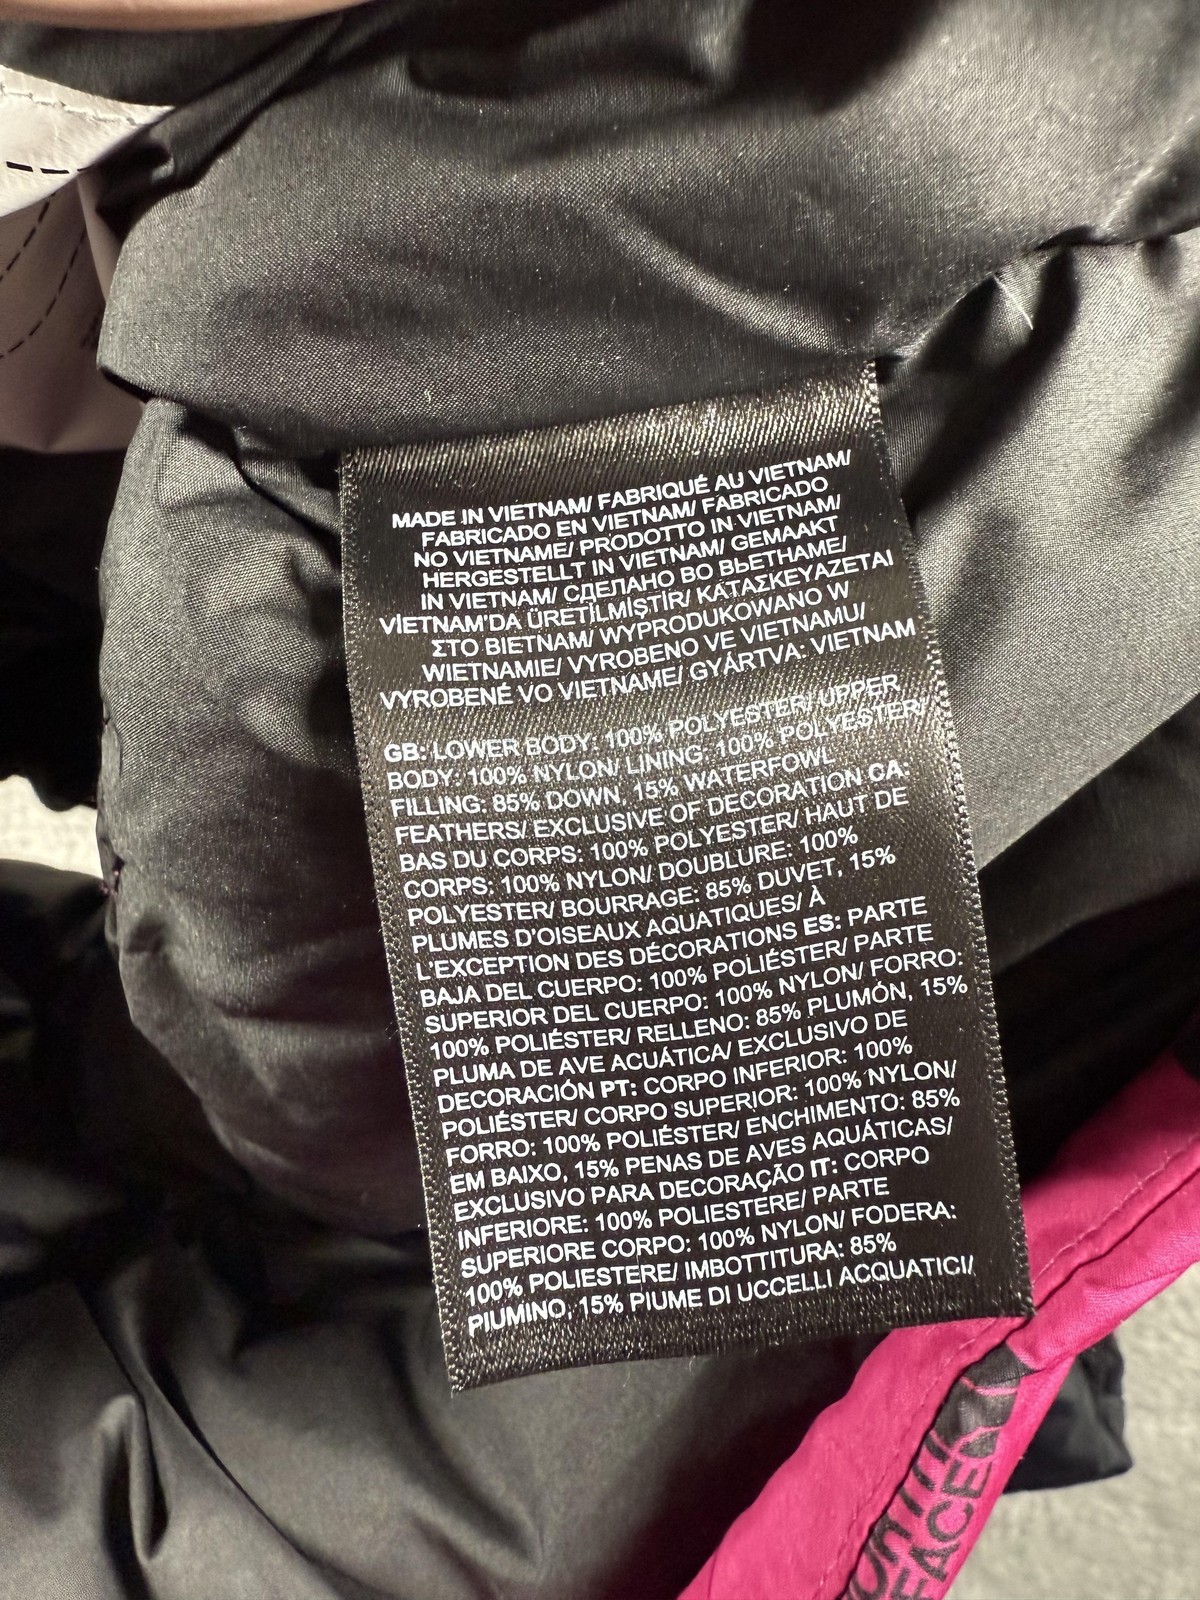 MADE IN VIETNAM/ FABRIQUÉ AU VIETNAM/
FABRICADO EN VIETNAM/ FABRICADO
NO VIETNAME/ PRODOTTO IN VIETNAM/
HERGESTELLT IN VIETNAM/ GEMAAKT
IN VIETNAM/ СДЕЛАНО ВО ВЬЕТНАМЕ/
VİETNAM'DA ÜRETİLMİŞTİR/ ΚΑΤΑΣΚΕΥΑΖΕΤΑΙ
ΣΤΟ ΒΙΕΤΝΑΜ/ WYPRODUKOWANO W
WIETNAMIE/ VYROBENO VE VIETNAMU/
VYROBENÉ VO VIETNAME/ GYÁRTVA: VIETNAM
GB: LOWER BODY: 100% POLYESTER/ UPPER
BODY: 100% NYLON/ LINING: 100% POLYESTER/
FILLING: 85% DOWN, 15% WATERFOWL
FEATHERS/ EXCLUSIVE OF DECORATION CA:
BAS DU CORPS: 100% POLYESTER/ HAUT DE
CORPS: 100% NYLON/ DOUBLURE: 100%
POLYESTER/ BOURRAGE: 85% DUVET, 15%
PLUMES D'OISEAUX AQUATIQUES/ À
L'EXCEPTION DES DÉCORATIONS ES: PARTE
BAJA DEL CUERPO: 100% POLIÉSTER/ PARTE
SUPERIOR DEL CUERPO: 100% NYLON/ FORRO:
100% POLIÉSTER/ RELLENO: 85% PLUMÓN, 15%
PLUMA DE AVE ACUÁTICA/ EXCLUSIVO DE
DECORACIÓN PT: CORPO INFERIOR: 100%
POLIÉSTER/ CORPO SUPERIOR: 100% NYLON/
FORRO: 100% POLIÉSTER/ ENCHIMENTO: 85%
EM BAIXO, 15% PENAS DE AVES AQUÁTICAS/
EXCLUSIVO PARA DECORAÇÃO IT: CORPO
INFERIORE: 100% POLIESTERE/ PARTE
SUPERIORE CORPO: 100% NYLON/ FODERA:
100% POLIESTERE/ IMBOTTITURA: 85%
PIUMINO, 15% PIUME DI UCCELLI ACQUATICI/
FACE